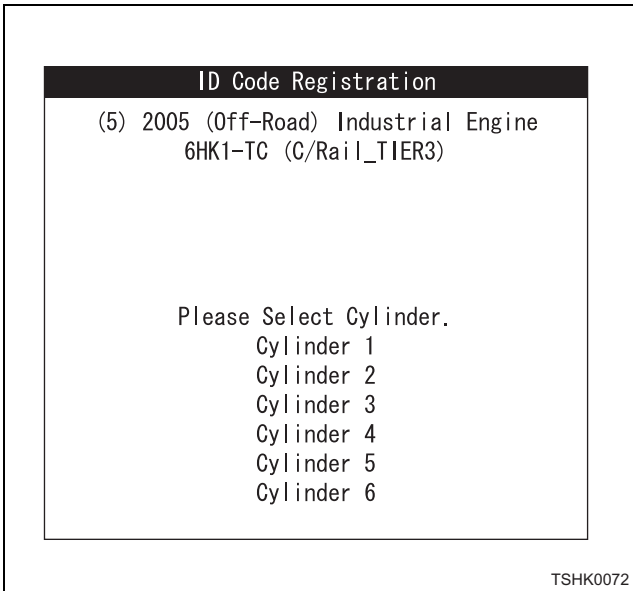 ID Code Registration
(5) 2005 (Off-Road) Industrial Engine
6HK1-TC (C/Rail_TIER3)
Please Select Cylinder.
Cylinder 1
Cylinder 2
Cylinder 3
Cylinder 4
Cylinder 5
Cylinder 6
TSHK0072